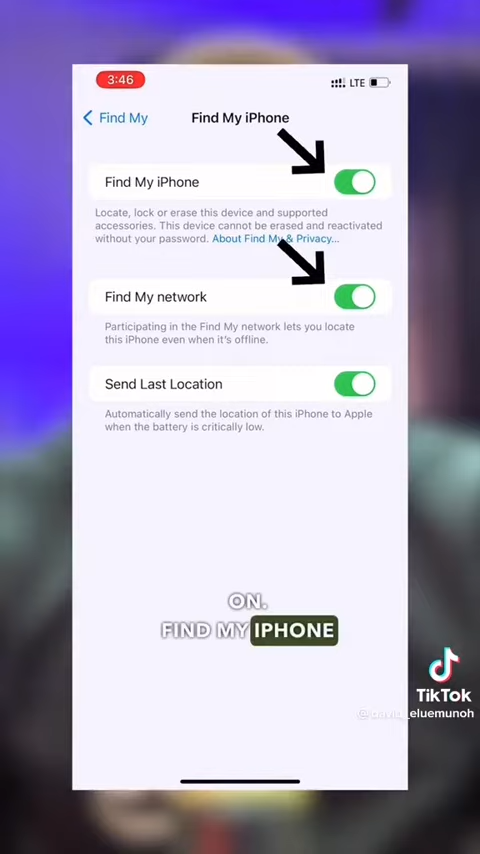 3:46
LTE
Find My
Find My iPhone
Find My iPhone
Locate, lock or erase this device and supported
accessories. This device cannot be erased and reactivated
without your password. About Find My & Privacy...
Find My network
Participating in the Find My network lets you locate
this iPhone even when it's offline.
Send Last Location
Automatically send the location of this iPhone to Apple
when the battery is critically low.
ON.
FIND MY IPHONE
TikTok
@david_eluemunoh